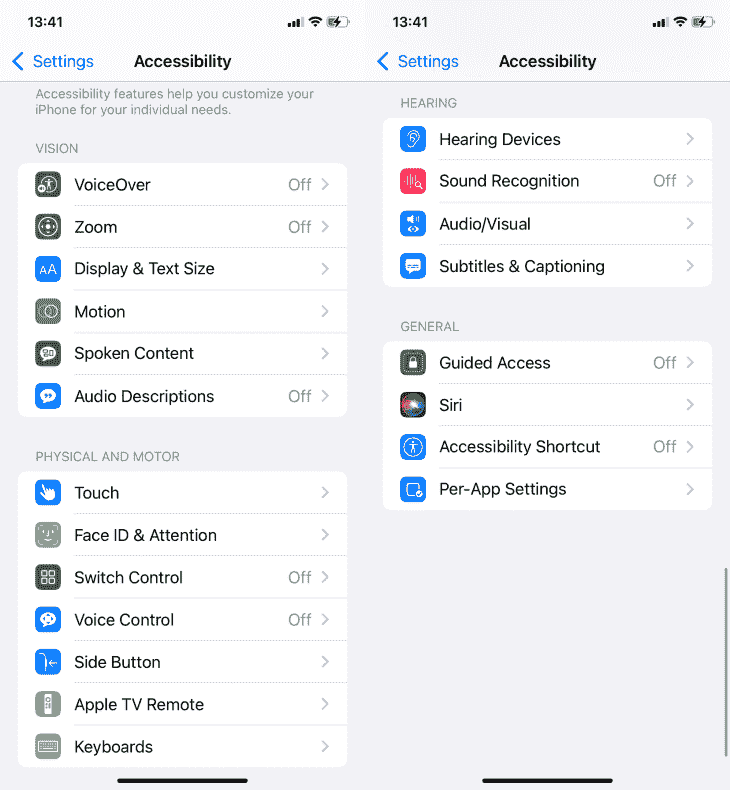 13:41
Settings
Accessibility
Accessibility features help you customize your
iPhone for your individual needs.
VISION
VoiceOver Off
Zoom Off
AA Display & Text Size
Motion
Spoken Content
Audio Descriptions Off
PHYSICAL AND MOTOR
Touch
Face ID & Attention
Switch Control Off
Voice Control Off
Side Button
Apple TV Remote
Keyboards
13:41
Settings
Accessibility
HEARING
Hearing Devices
Sound Recognition Off
Audio/Visual
Subtitles & Captioning
GENERAL
Guided Access Off
Siri
Accessibility Shortcut Off
Per-App Settings